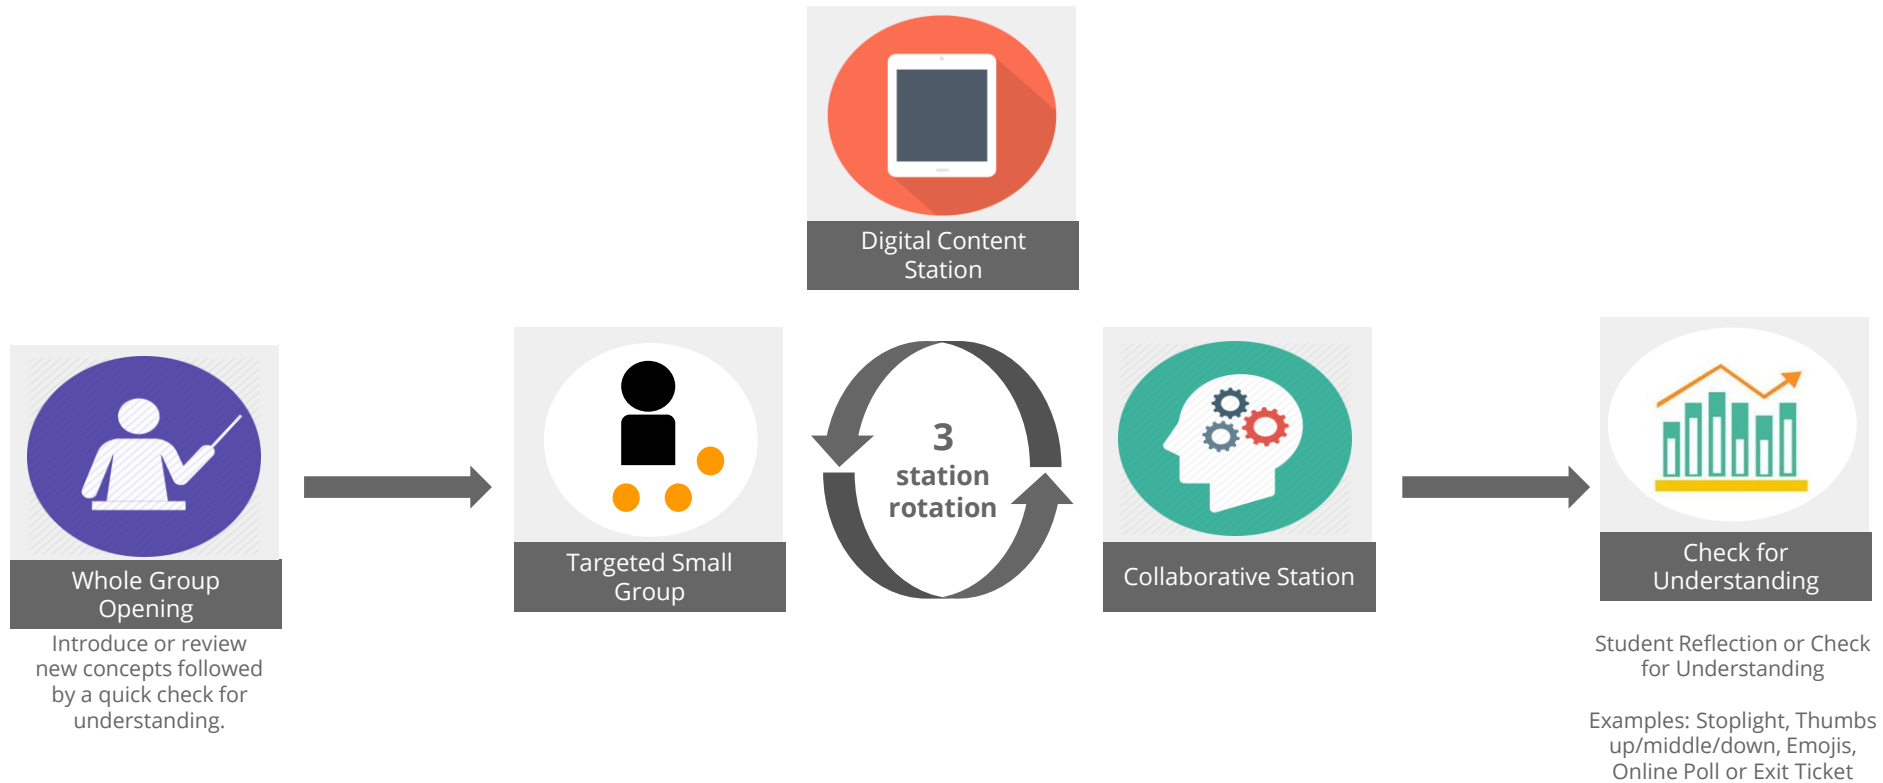 Digital Content
Station
Whole Group
Opening
Introduce or review
new concepts followed
by a quick check for
understanding.
Targeted Small
Group
3
station
rotation
Collaborative Station
Check for
Understanding
Student Reflection or Check
for Understanding
Examples: Stoplight, Thumbs
up/middle/down, Emojis,
Online Poll or Exit Ticket